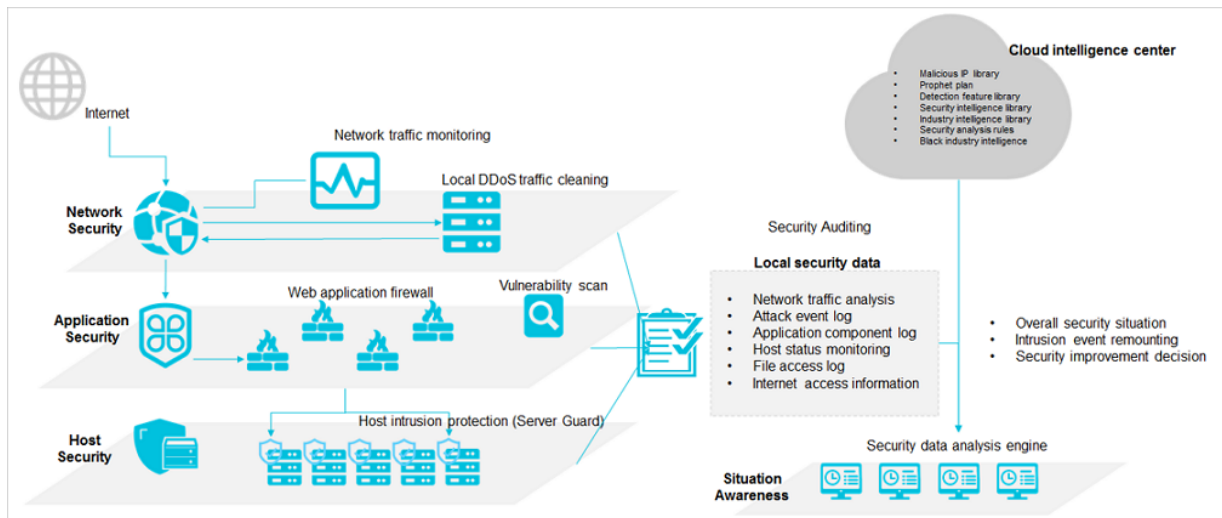 Cloud intelligence center
• Malicious IP library
• Prophet plan
• Detection feature library
• Security intelligence library
• Industry intelligence library
• Security analysis rules
• Black industry intelligence
Internet
Network traffic monitoring
Local DDoS traffic cleaning
Network
Security
Security Auditing
Local security data
• Network traffic analysis
• Attack event log
• Application component log
• Host status monitoring
• File access log
• Internet access information
Web application firewall
Vulnerability scan
Application
Security
• Overall security situation
• Intrusion event remounting
• Security improvement decision
Host intrusion protection (Server Guard)
Host
Security
Security data analysis engine
Situation
Awareness